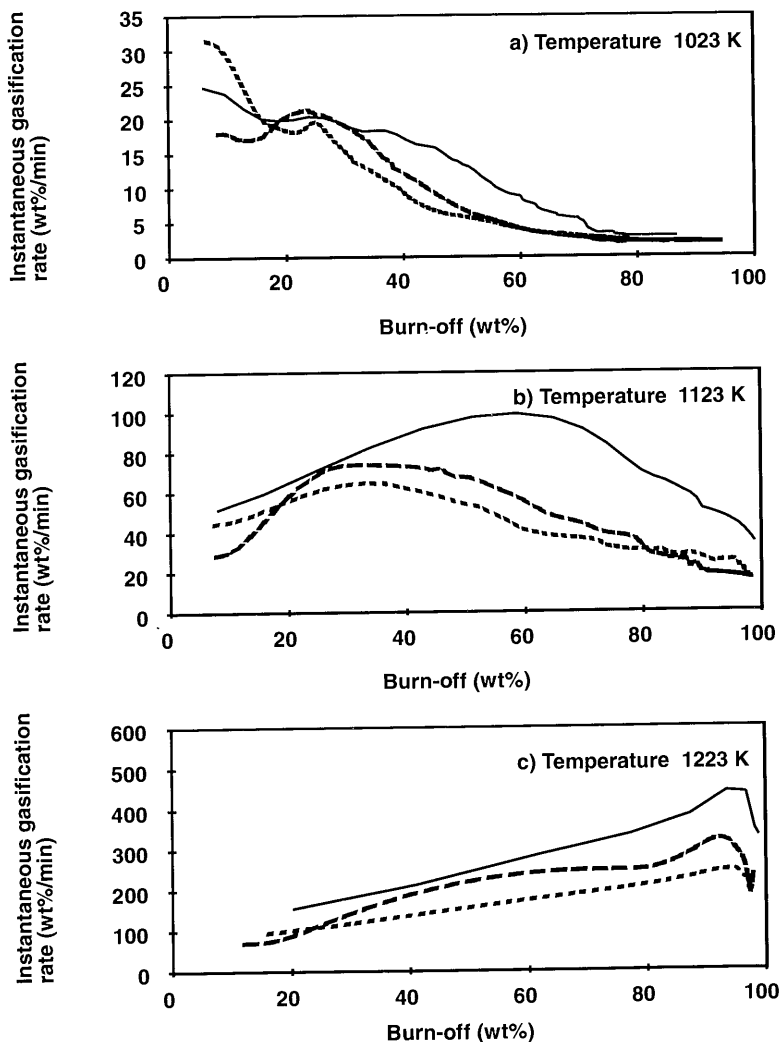 Instantaneous gasification
rate (wt%/min)
35
30
25
20
15
10
5
0
a) Temperature 1023 K
0 20 40 60 80 100
Burn-off (wt%)
Instantaneous gasification
rate (wt%/min)
120
100
80
60
40
20
0
b) Temperature 1123 K
0 20 40 60 80 100
Burn-off (wt%)
Instantaneous gasification
rate (wt%/min)
600
500
400
300
200
100
0
c) Temperature 1223 K
0 20 40 60 80 100
Burn-off (wt%)